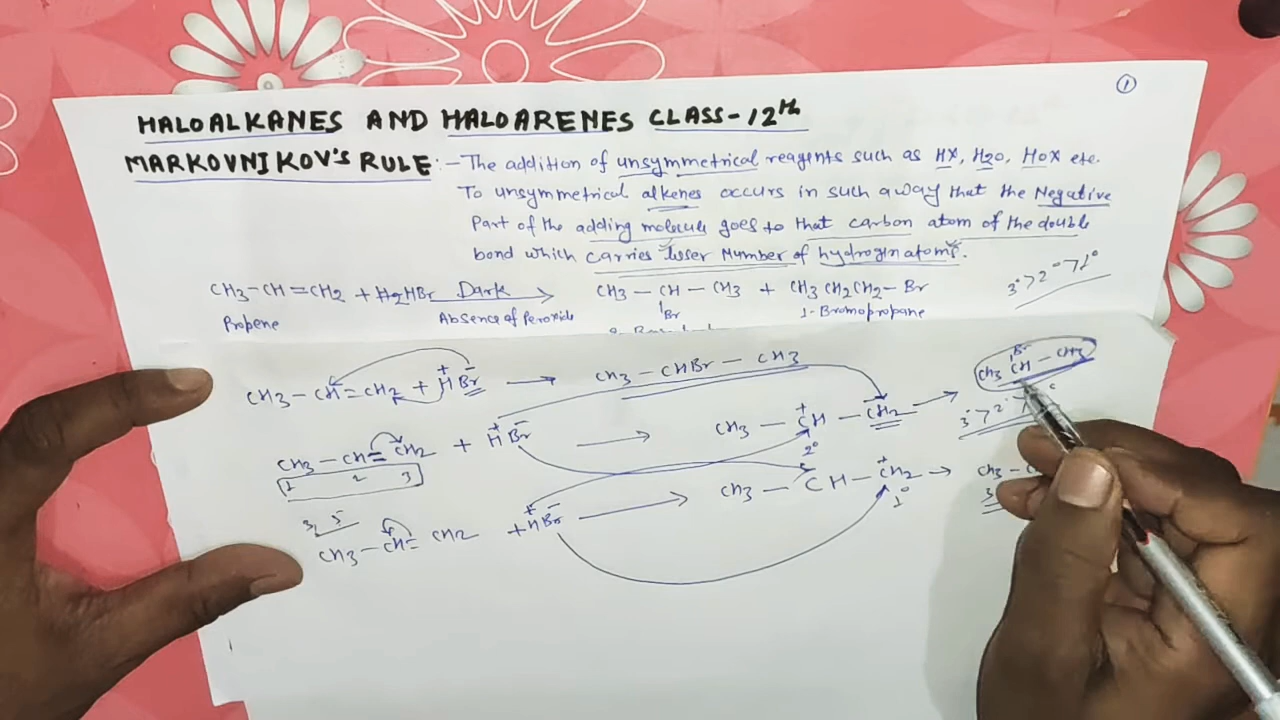 ①
HALOALKANES AND HALOARENES CLASS-12th
MARKOVNIKOV'S RULE:- The addition of unsymmetrical reagents such as HX, H2O, HOX etc.
To unsymmetrical alkenes occurs in such a way that the Negative
Part of the adding molecule goes to that carbon atom of the double
bond which carries lesser Number of hydrogen atoms.
CH3-CH=CH2 + HBr Dark CH3-CH-CH3 + CH3CH2CH2-Br 3°>2°>1°
Propene Absence of Peroxide Br 1-Bromopropane
CH3-CH=CH2 + H+Br- → CH3-CHBr-CH3
Br
CH3 CH-CH3
CH3-CH=CH2 + H+Br- → CH3-C+H-CH2- → 3°>2°>
1 2 3 2°
CH3-CH=CH2 + HBr- → CH3-CH-C+H2 → CH3-
1°